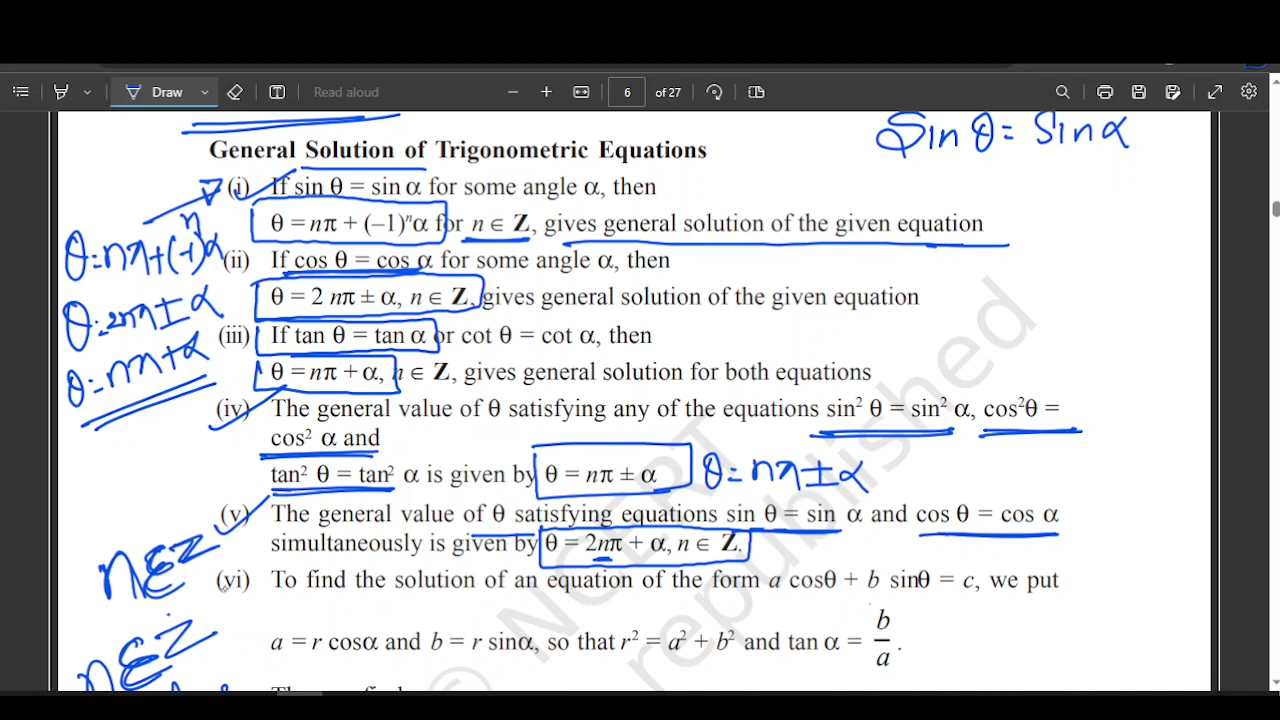 Draw
Read aloud
6 of 27
Sin θ = Sin α
General Solution of Trigonometric Equations
(i) If sin θ = sin α for some angle α, then
θ = nπ + (–1)ⁿα for n ∈ Z, gives general solution of the given equation
θ = nπ + (-1)ⁿα
(ii) If cos θ = cos α for some angle α, then
θ = 2 nπ ± α, n ∈ Z, gives general solution of the given equation
θ = 2nπ ± α
(iii) If tan θ = tan α or cot θ = cot α, then
θ = nπ + α, n ∈ Z, gives general solution for both equations
θ = nπ + α
(iv) The general value of θ satisfying any of the equations sin² θ = sin² α, cos²θ =
cos² α and
tan² θ = tan² α is given by θ = nπ ± α θ = nπ ± α
(v) The general value of θ satisfying equations sin θ = sin α and cos θ = cos α
simultaneously is given by θ = 2nπ + α, n ∈ Z.
n ∈ Z
(vi) To find the solution of an equation of the form a cosθ + b sinθ = c, we put
a = r cosα and b = r sinα, so that r² = a² + b² and tan α = b/a .
n ∈ Z
© NCERT
republished